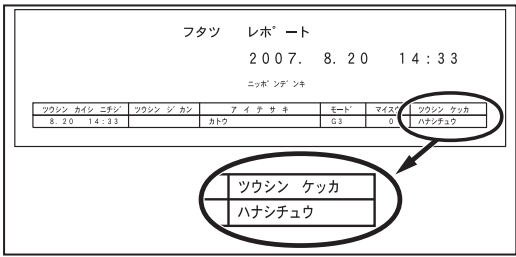 フタツ レポート
2007. 8.20 14:33
ニッポンデンキ
ツウシン カイシ ニチジ ツウシン ジカン アイテサキ モード マイスウ ツウシン ケッカ
8.20 14:33 カトウ G3 0 ハナシチュウ
ツウシン ケッカ
ハナシチュウ